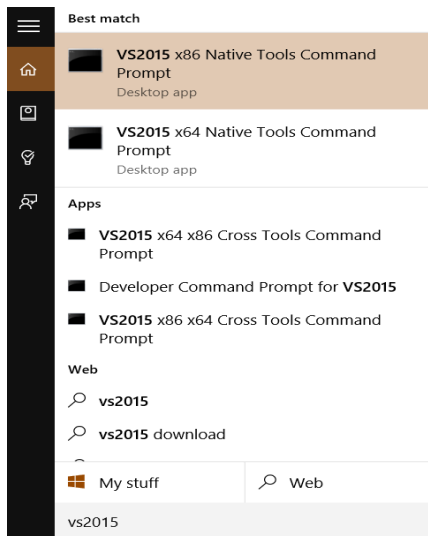 Best match
VS2015 x86 Native Tools Command
Prompt
Desktop app
VS2015 x64 Native Tools Command
Prompt
Desktop app
Apps
VS2015 x64 x86 Cross Tools Command
Prompt
Developer Command Prompt for VS2015
VS2015 x86 x64 Cross Tools Command
Prompt
Web
vs2015
vs2015 download
My stuff
Web
vs2015